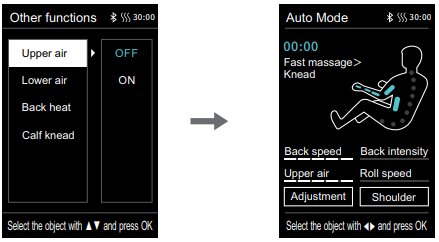 Other functions 30:00
Upper air OFF
Lower air ON
Back heat
Calf knead
Select the object with ▲▼ and press OK
Auto Mode 30:00
00:00
Fast massage>
Knead
Back speed Back intensity
Upper air Roll speed
Adjustment Shoulder
Select the object with ◀▶ and press OK